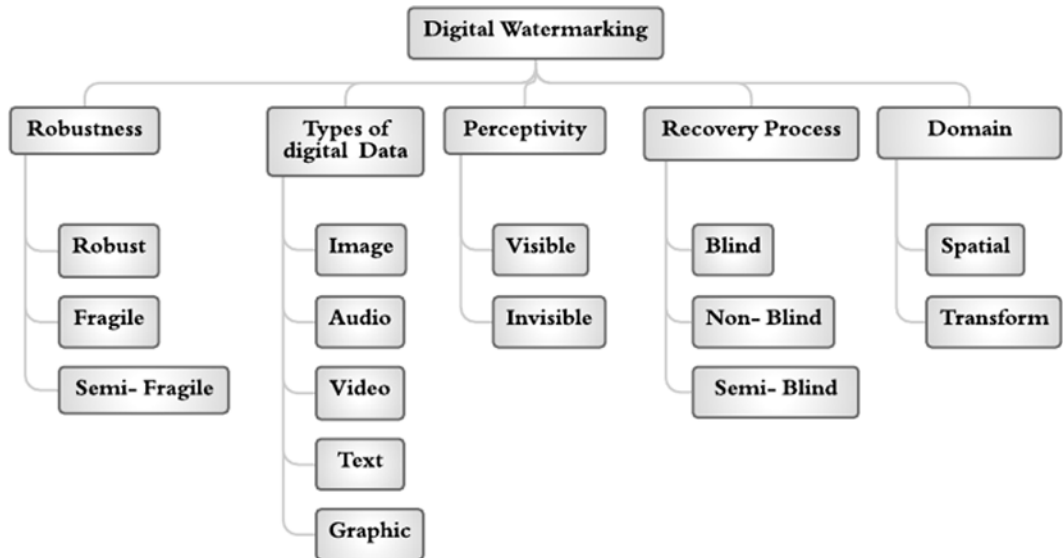 Digital Watermarking
Robustness
Robust
Fragile
Semi- Fragile
Types of
digital Data
Image
Audio
Video
Text
Graphic
Perceptivity
Visible
Invisible
Recovery Process
Blind
Non- Blind
Semi- Blind
Domain
Spatial
Transform